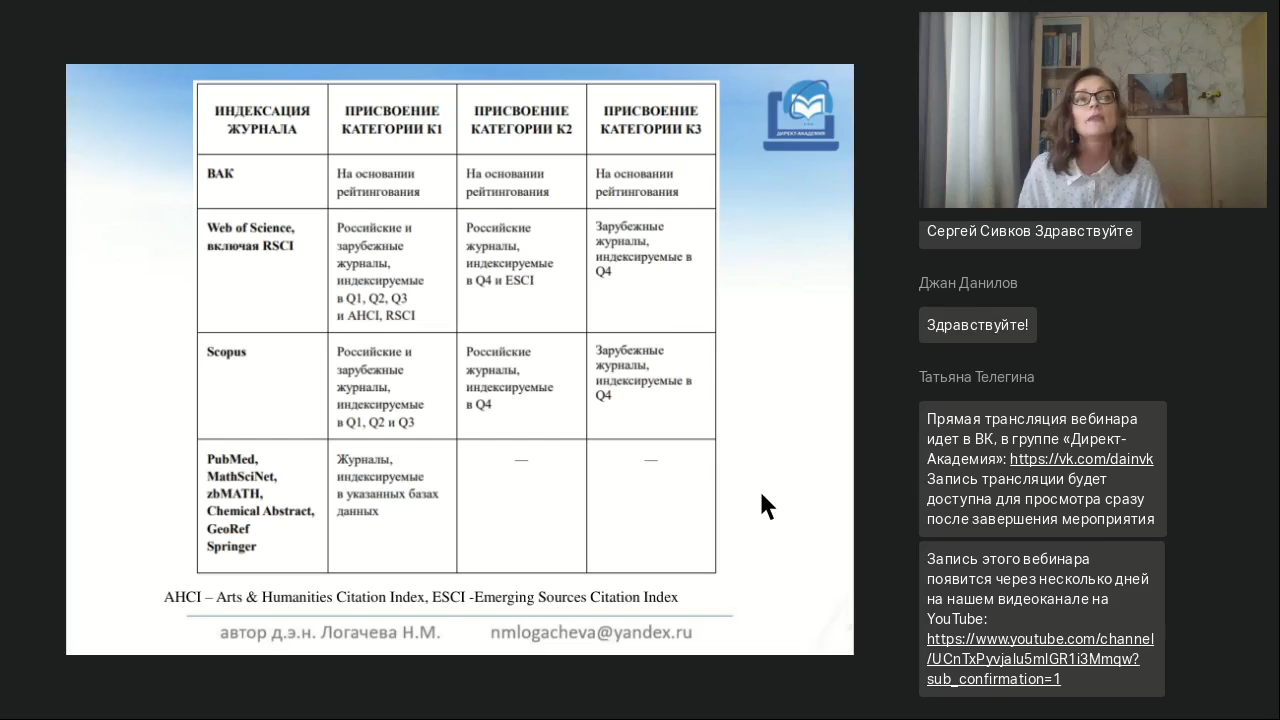 ИНДЕКСАЦИЯ
ЖУРНАЛА
ПРИСВОЕНИЕ
КАТЕГОРИИ К1
ПРИСВОЕНИЕ
КАТЕГОРИИ К2
ПРИСВОЕНИЕ
КАТЕГОРИИ К3
ВАК
На основании
рейтингования
На основании
рейтингования
На основании
рейтингования
Web of Science,
включая RSCI
Российские и
зарубежные
журналы,
индексируемые
в Q1, Q2, Q3
и AHCI, RSCI
Российские
журналы,
индексируемые
в Q4 и ESCI
Зарубежные
журналы,
индексируемые в
Q4
Scopus
Российские и
зарубежные
журналы,
индексируемые
в Q1, Q2 и Q3
Российские
журналы,
индексируемые
в Q4
Зарубежные
журналы,
индексируемые в
Q4
PubMed,
MathSciNet,
zbMATH,
Chemical Abstract,
GeoRef
Springer
Журналы,
индексируемые
в указанных базах
данных
—
—
AHCI – Arts & Humanities Citation Index, ESCI -Emerging Sources Citation Index
автор д.э.н. Логачева Н.М. nmlogacheva@yandex.ru
ДИРЕКТ-АКАДЕМИЯ
Сергей Сивков Здравствуйте
Джан Данилов
Здравствуйте!
Татьяна Телегина
Прямая трансляция вебинара
идет в ВК, в группе «Директ-
Академия»: https://vk.com/dainvk
Запись трансляции будет
доступна для просмотра сразу
после завершения мероприятия
Запись этого вебинара
появится через несколько дней
на нашем видеоканале на
YouTube:
https://www.youtube.com/channel
/UCnTxPyvjalu5mlGR1i3Mmqw?
sub_confirmation=1